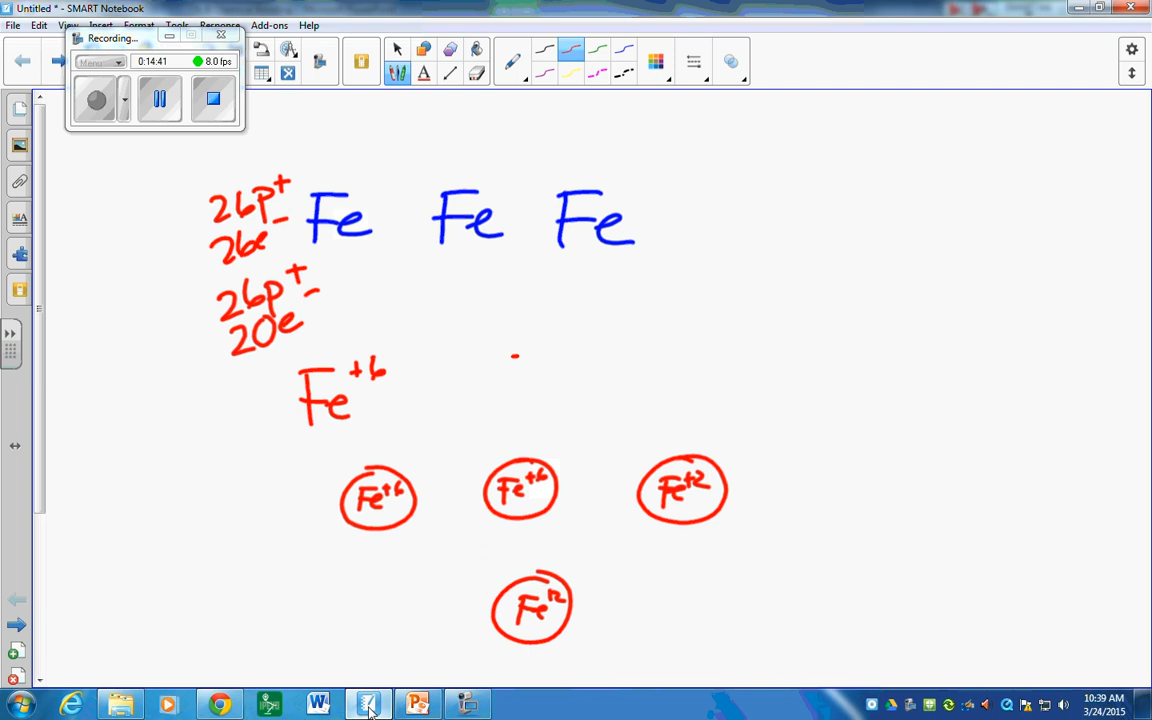 Untitled * - SMART Notebook
File Edit View Insert Format Tools Response Add-ons Help
Recording...
Menu 0:14:41 8.0 fps
26p+ Fe Fe Fe
26e-
26p+
20e-
Fe+6
Fe+6 Fe+6 Fe+2
Fe+2
10:39 AM
3/24/2015